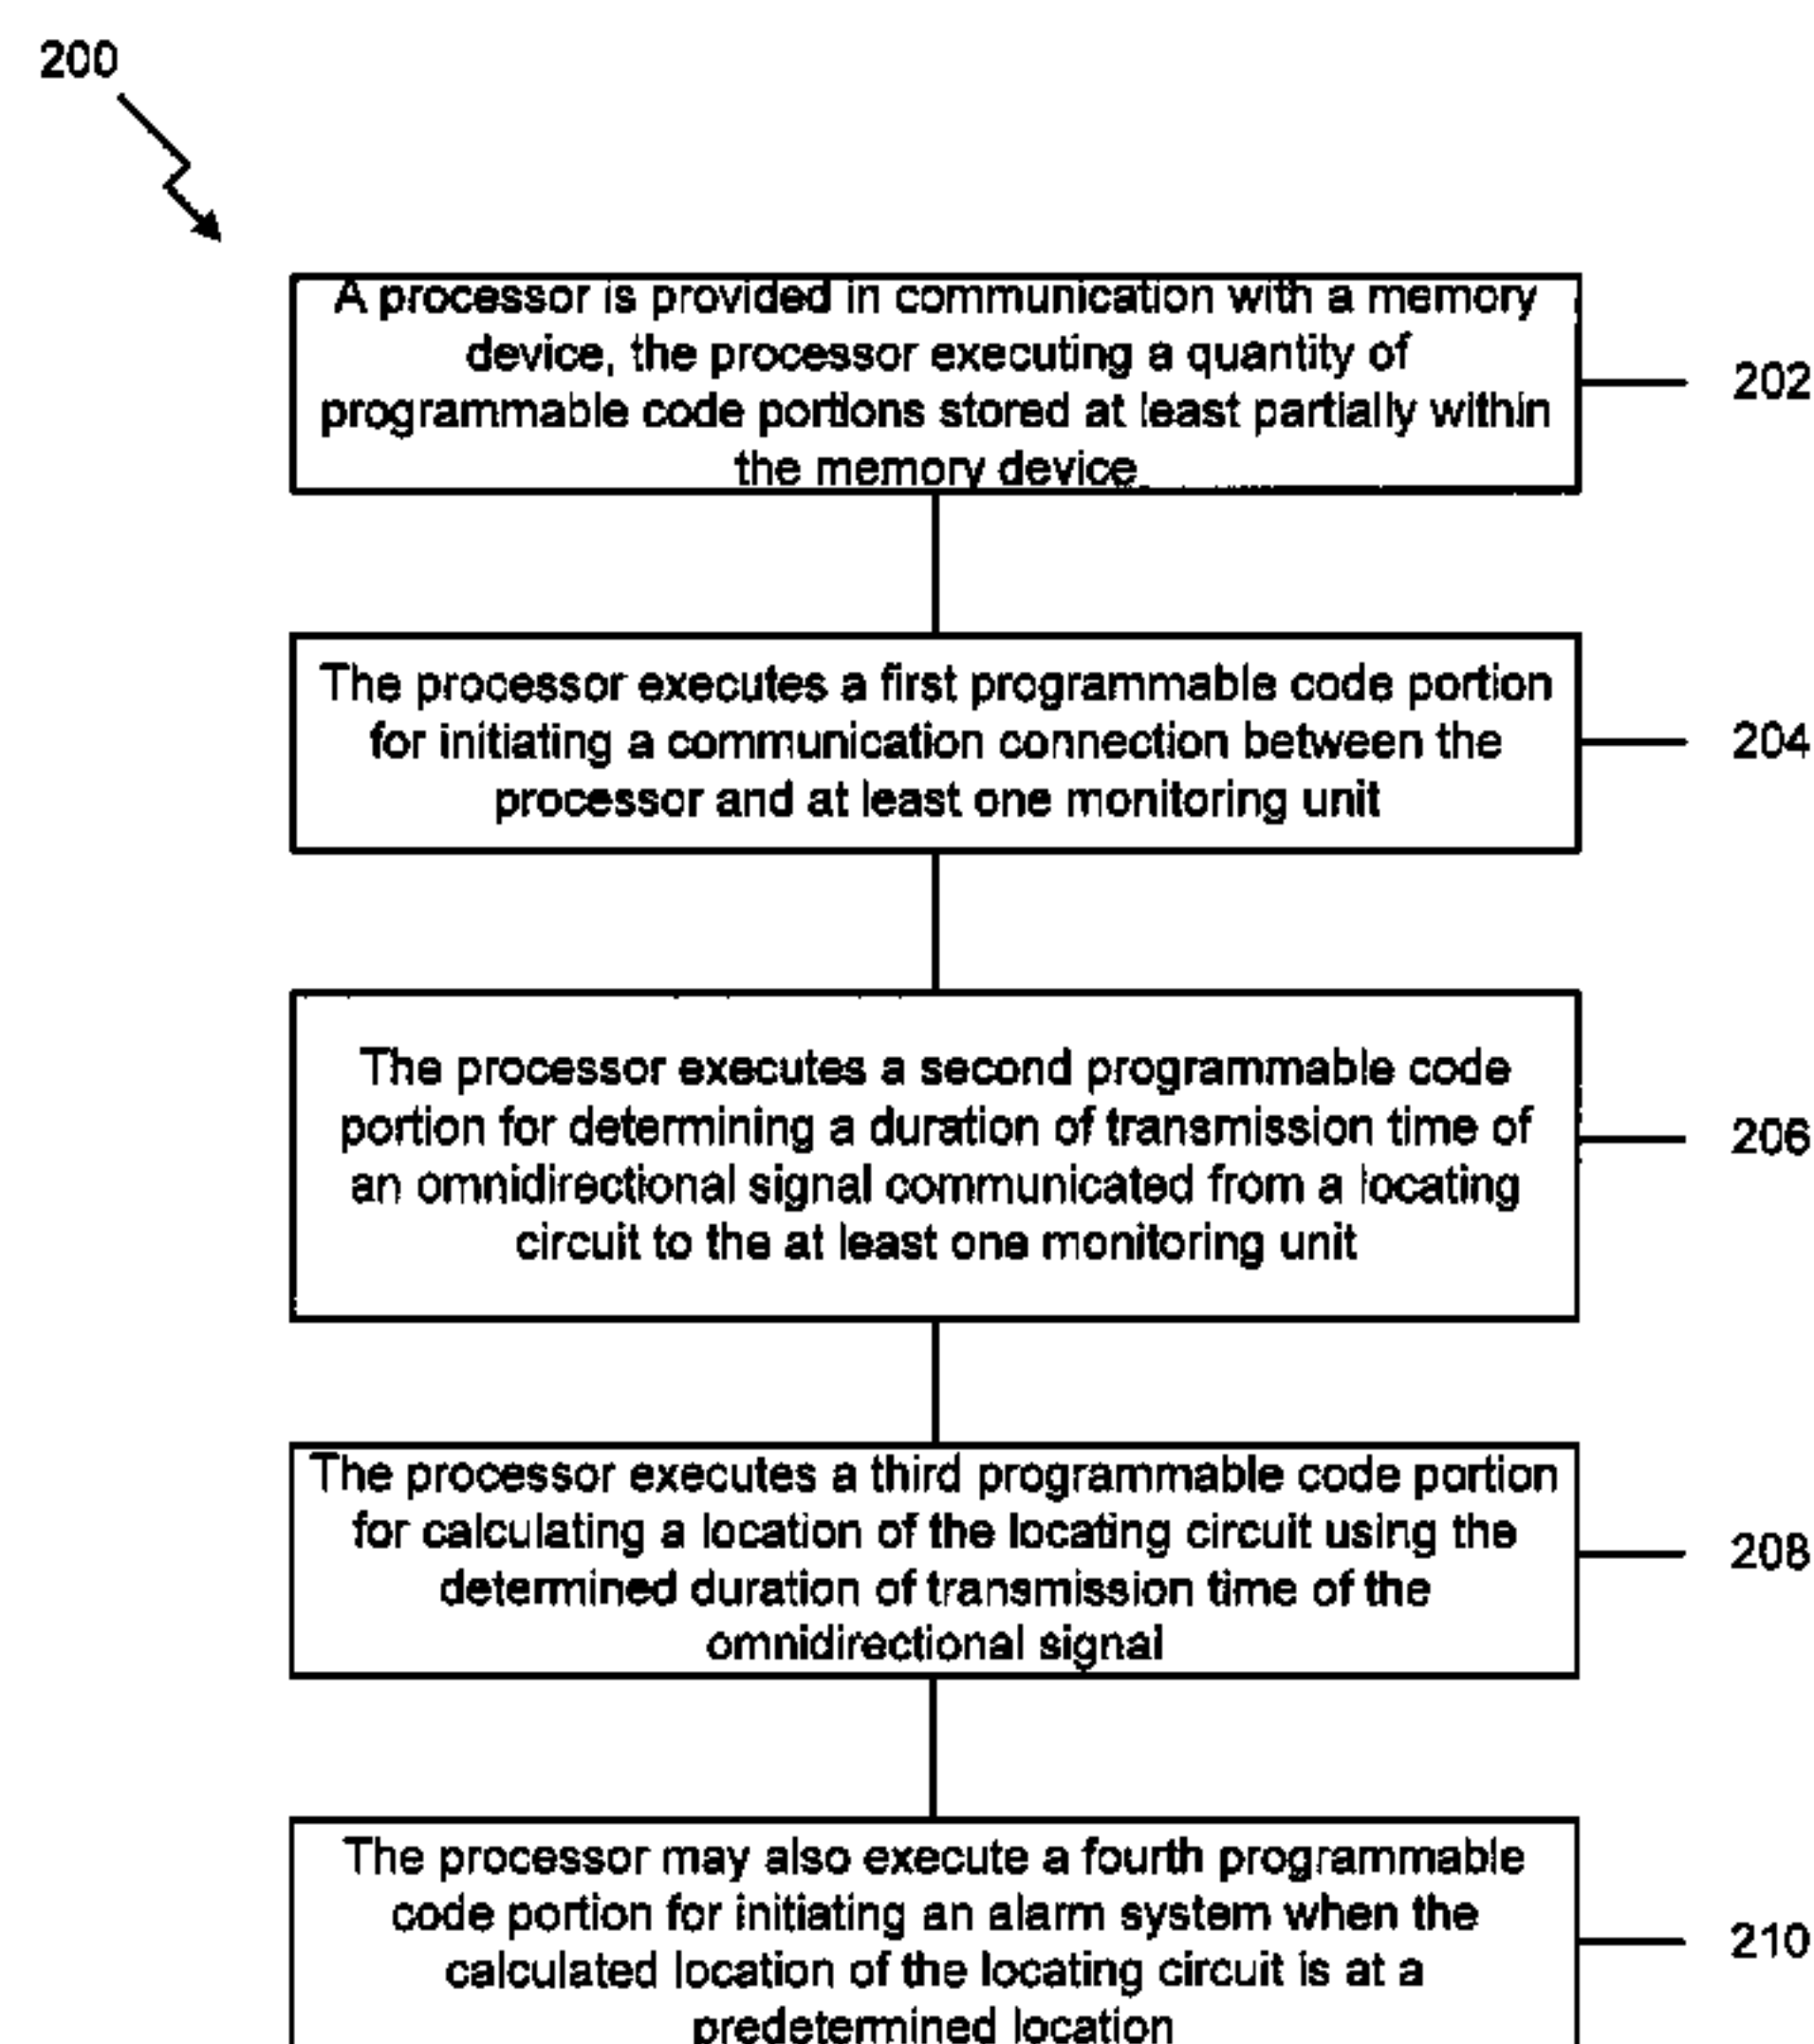 200
A processor is provided in communication with a memory
device, the processor executing a quantity of
programmable code portions stored at least partially within
the memory device
202
The processor executes a first programmable code portion
for initiating a communication connection between the
processor and at least one monitoring unit
204
The processor executes a second programmable code
portion for determining a duration of transmission time of
an omnidirectional signal communicated from a locating
circuit to the at least one monitoring unit
206
The processor executes a third programmable code portion
for calculating a location of the locating circuit using the
determined duration of transmission time of the
omnidirectional signal
208
The processor may also execute a fourth programmable
code portion for initiating an alarm system when the
calculated location of the locating circuit is at a
predetermined location
210